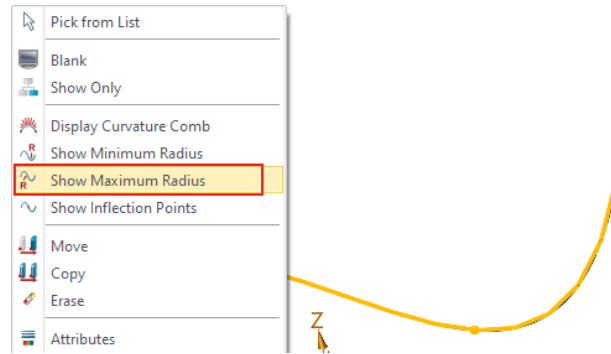 Pick from List
Blank
Show Only
Display Curvature Comb
R
Show Minimum Radius
R
Show Maximum Radius
Show Inflection Points
Move
Copy
Erase
Attributes
Z